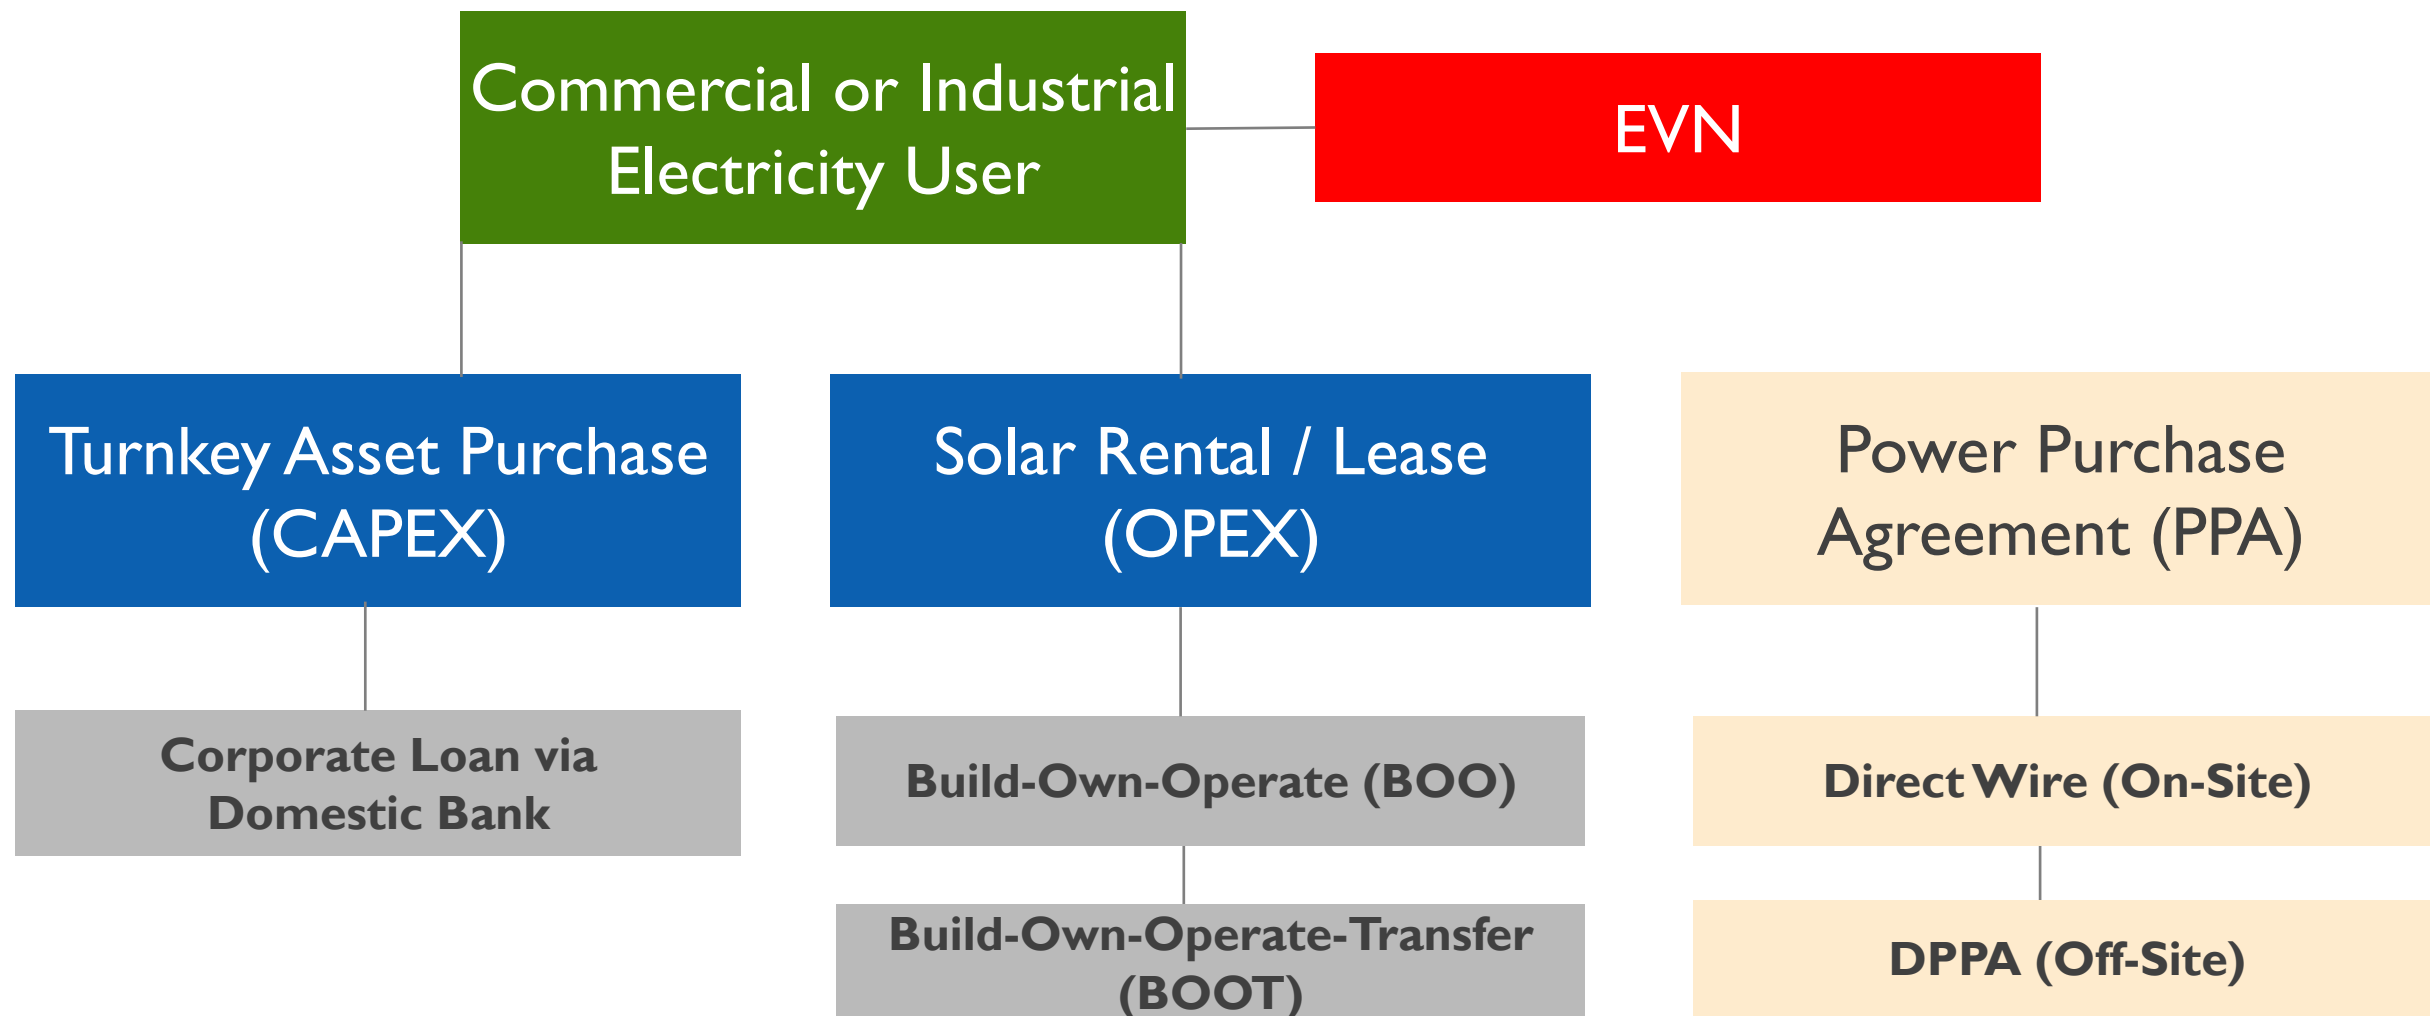 Commercial or Industrial
Electricity User
EVN
Turnkey Asset Purchase
(CAPEX)
Solar Rental / Lease
(OPEX)
Power Purchase
Agreement (PPA)
Corporate Loan via
Domestic Bank
Build-Own-Operate (BOO)
Direct Wire (On-Site)
Build-Own-Operate-Transfer
(BOOT)
DPPA (Off-Site)